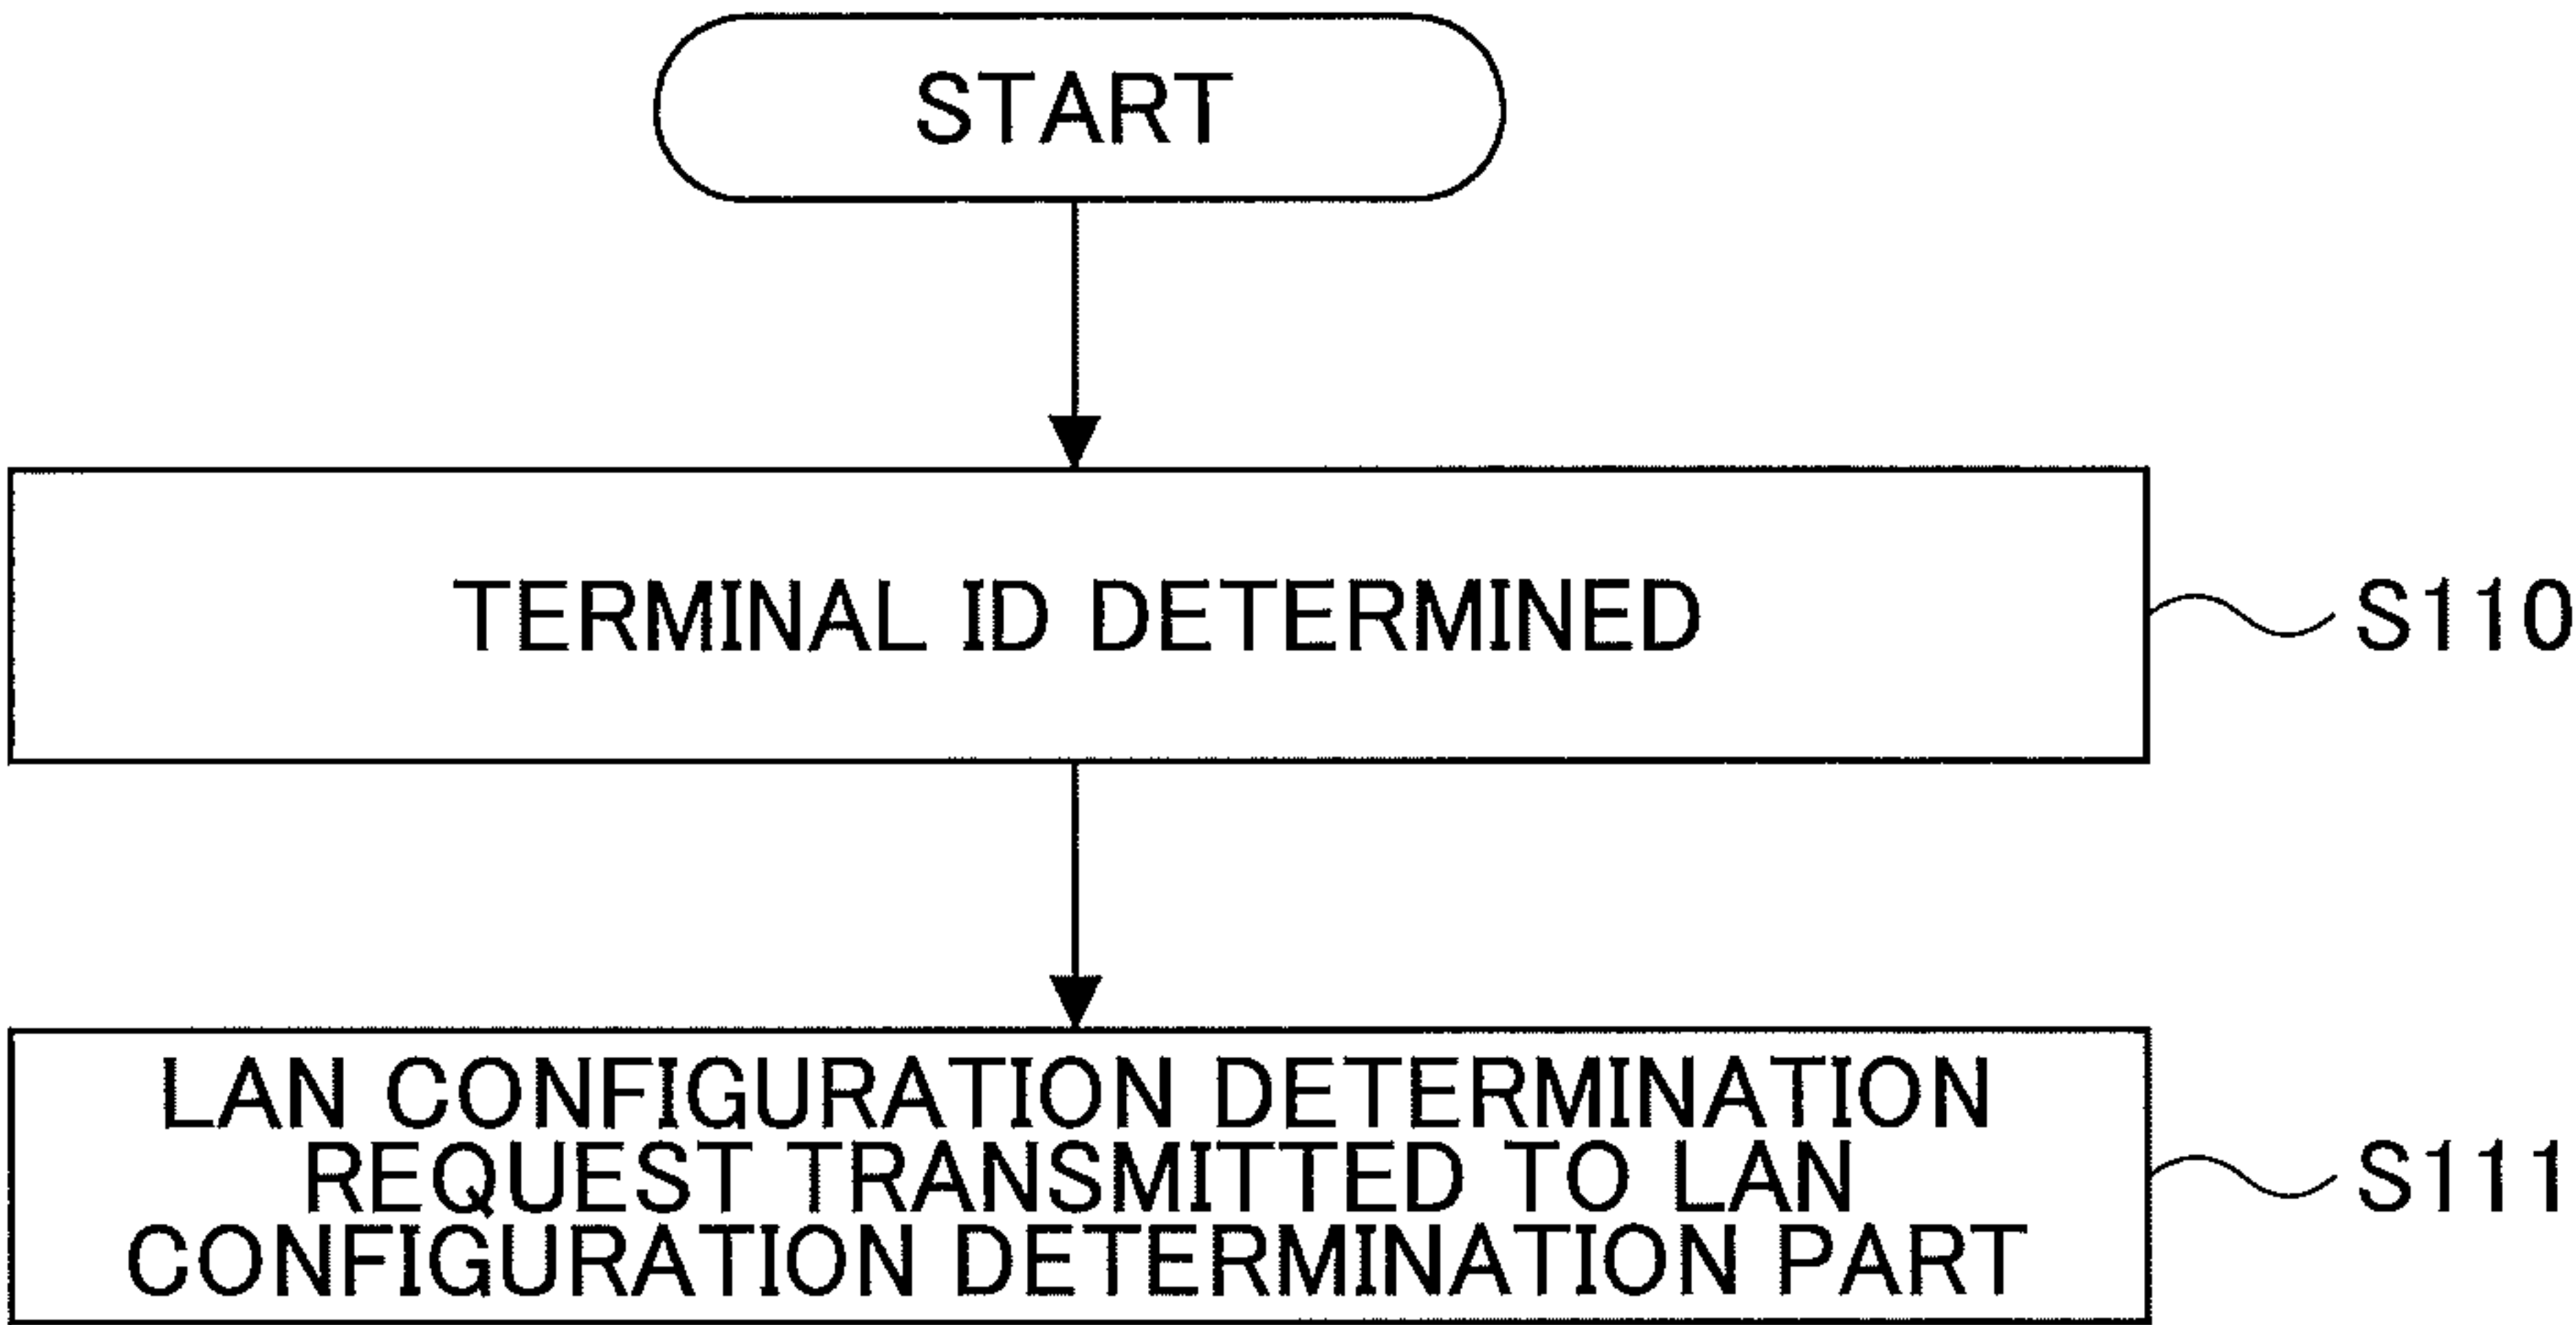 START
TERMINAL ID DETERMINED
S110
LAN CONFIGURATION DETERMINATION
REQUEST TRANSMITTED TO LAN
CONFIGURATION DETERMINATION PART
S111